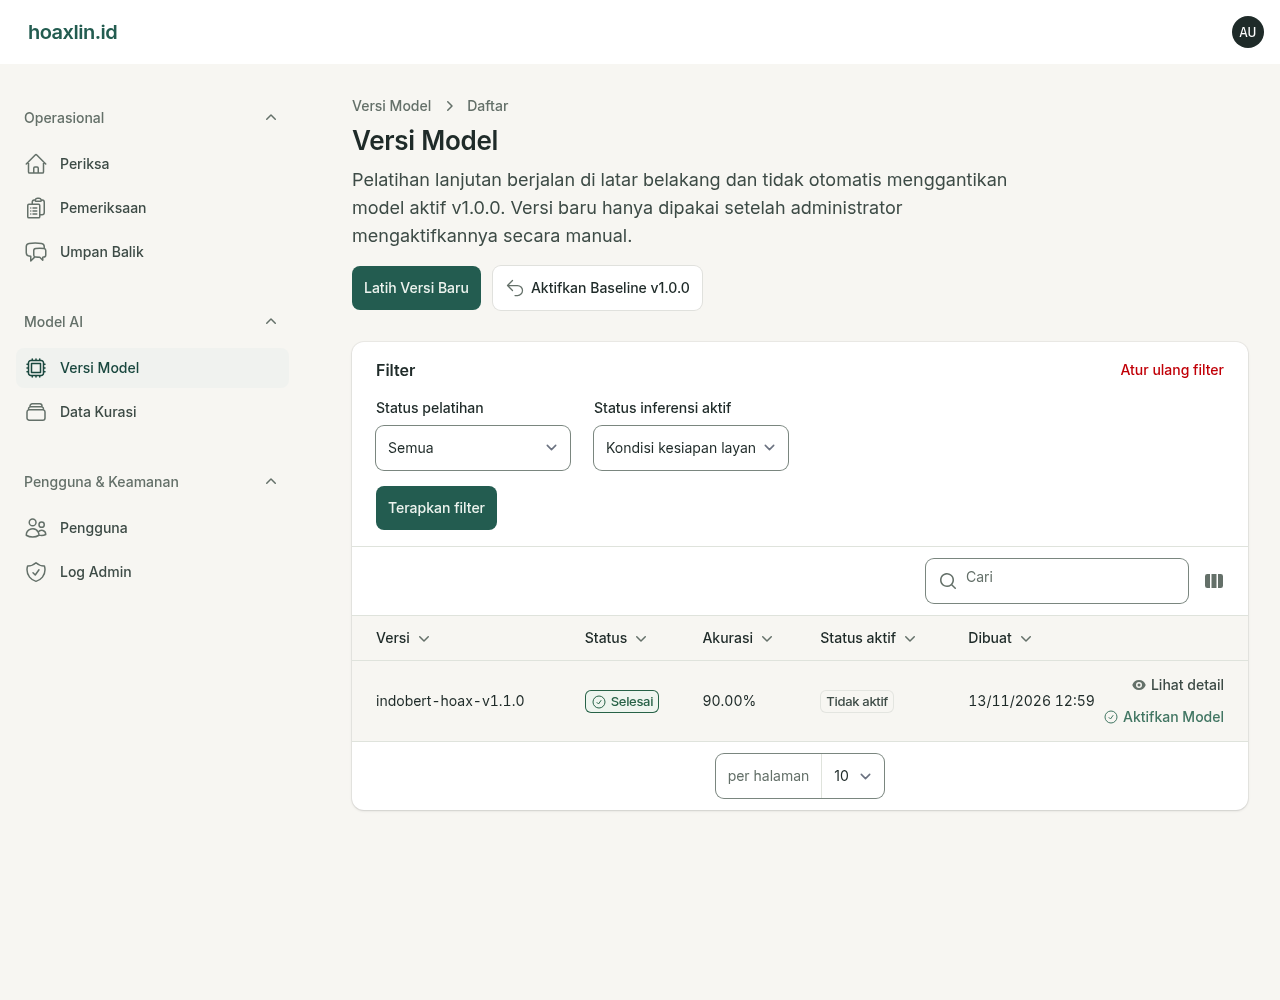 hoaxlin.id
AU
Operasional
Periksa
Pemeriksaan
Umpan Balik
Model AI
Versi Model
Data Kurasi
Pengguna & Keamanan
Pengguna
Log Admin
Versi Model > Daftar
Versi Model
Pelatihan lanjutan berjalan di latar belakang dan tidak otomatis menggantikan
model aktif v1.0.0. Versi baru hanya dipakai setelah administrator
mengaktifkannya secara manual.
Latih Versi Baru
Aktifkan Baseline v1.0.0
Filter
Atur ulang filter
Status pelatihan
Status inferensi aktif
Semua
Kondisi kesiapan layan
Terapkan filter
Cari
Versi Status Akurasi Status aktif Dibuat
indobert-hoax-v1.1.0 Selesai 90.00% Tidak aktif 13/11/2026 12:59
Lihat detail
Aktifkan Model
per halaman 10